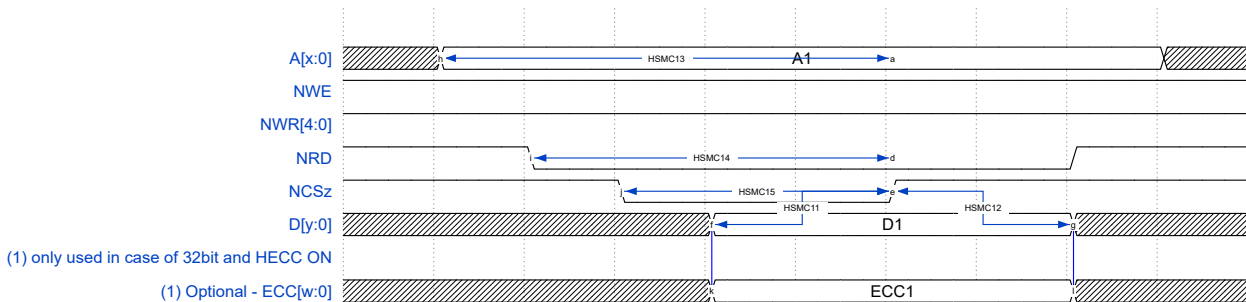 A[x:0] h HSMC13 A1 a
NWE
NWR[4:0]
NRD i HSMC14 d
NCSz j HSMC15 e
HSMC11 HSMC12
D[y:0] f D1 g
(1) only used in case of 32bit and HECC ON
(1) Optional - ECC[w:0] k ECC1 l